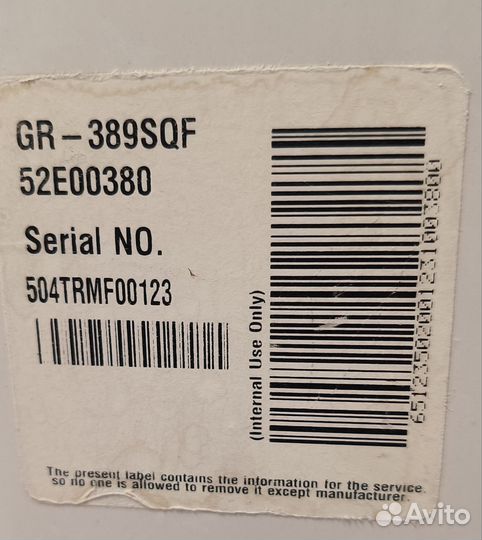 GR-389SQF
52E00380
Serial NO.
504TRMF00123
(Internal Use Only)
651235020012310038OO
The present label contains the information for the service.
so no one is allowed to remove it except manufacturer.
Avito